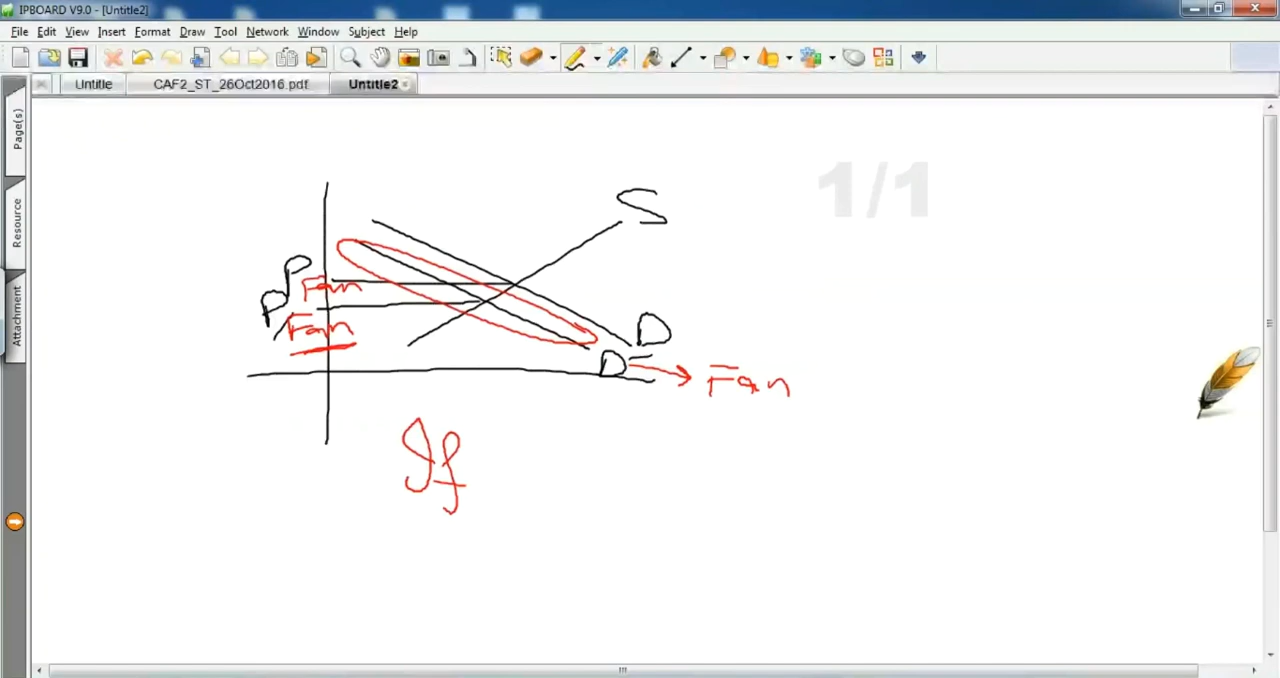 IPBOARD V9.0 - [Untitle2]
File Edit View Insert Format Draw Tool Network Window Subject Help
Untitle CAF2_ST_26Oct2016.pdf Untitle2
Page(s)
Resource
Attachment
1/1
S
P
Fan
P
Fan
D
D
Fan
If